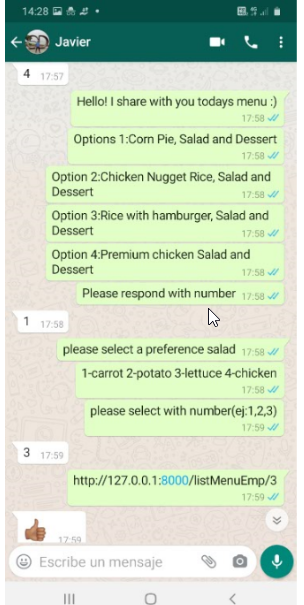 14:28
Javier
4 17:57
Hello! I share with you todays menu :)
17:58
Options 1:Corn Pie, Salad and Dessert
17:58
Option 2:Chicken Nugget Rice, Salad and
Dessert 17:58
Option 3:Rice with hamburger, Salad and
Dessert 17:58
Option 4:Premium chicken Salad and
Dessert 17:58
Please respond with number 17:58
1 17:58
please select a preference salad 17:58
1-carrot 2-potato 3-lettuce 4-chicken
17:58
please select with number(ej:1,2,3)
17:59
3 17:59
http://127.0.0.1:8000/listMenuEmp/3
17:59
17:59
Escribe un mensaje